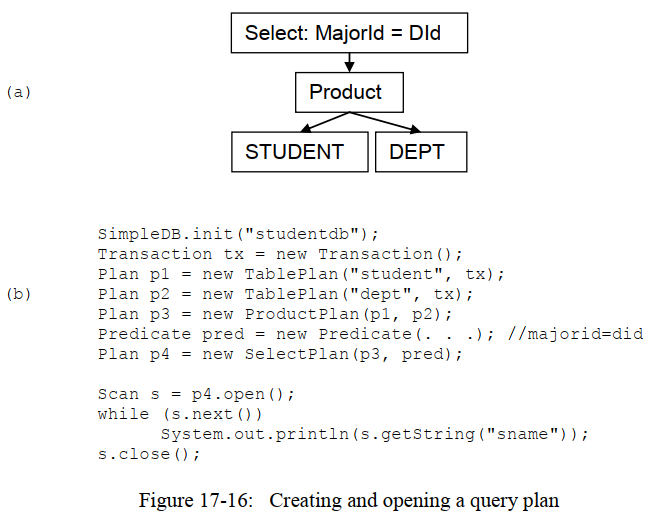 Select: MajorId = DId
(a)
Product
STUDENT DEPT
SimpleDB.init("studentdb");
Transaction tx = new Transaction();
Plan p1 = new TablePlan("student", tx);
(b) Plan p2 = new TablePlan("dept", tx);
Plan p3 = new ProductPlan(p1, p2);
Predicate pred = new Predicate(. . .); //majorid=did
Plan p4 = new SelectPlan(p3, pred);
Scan s = p4.open();
while (s.next())
System.out.println(s.getString("sname"));
s.close();
Figure 17-16: Creating and opening a query plan